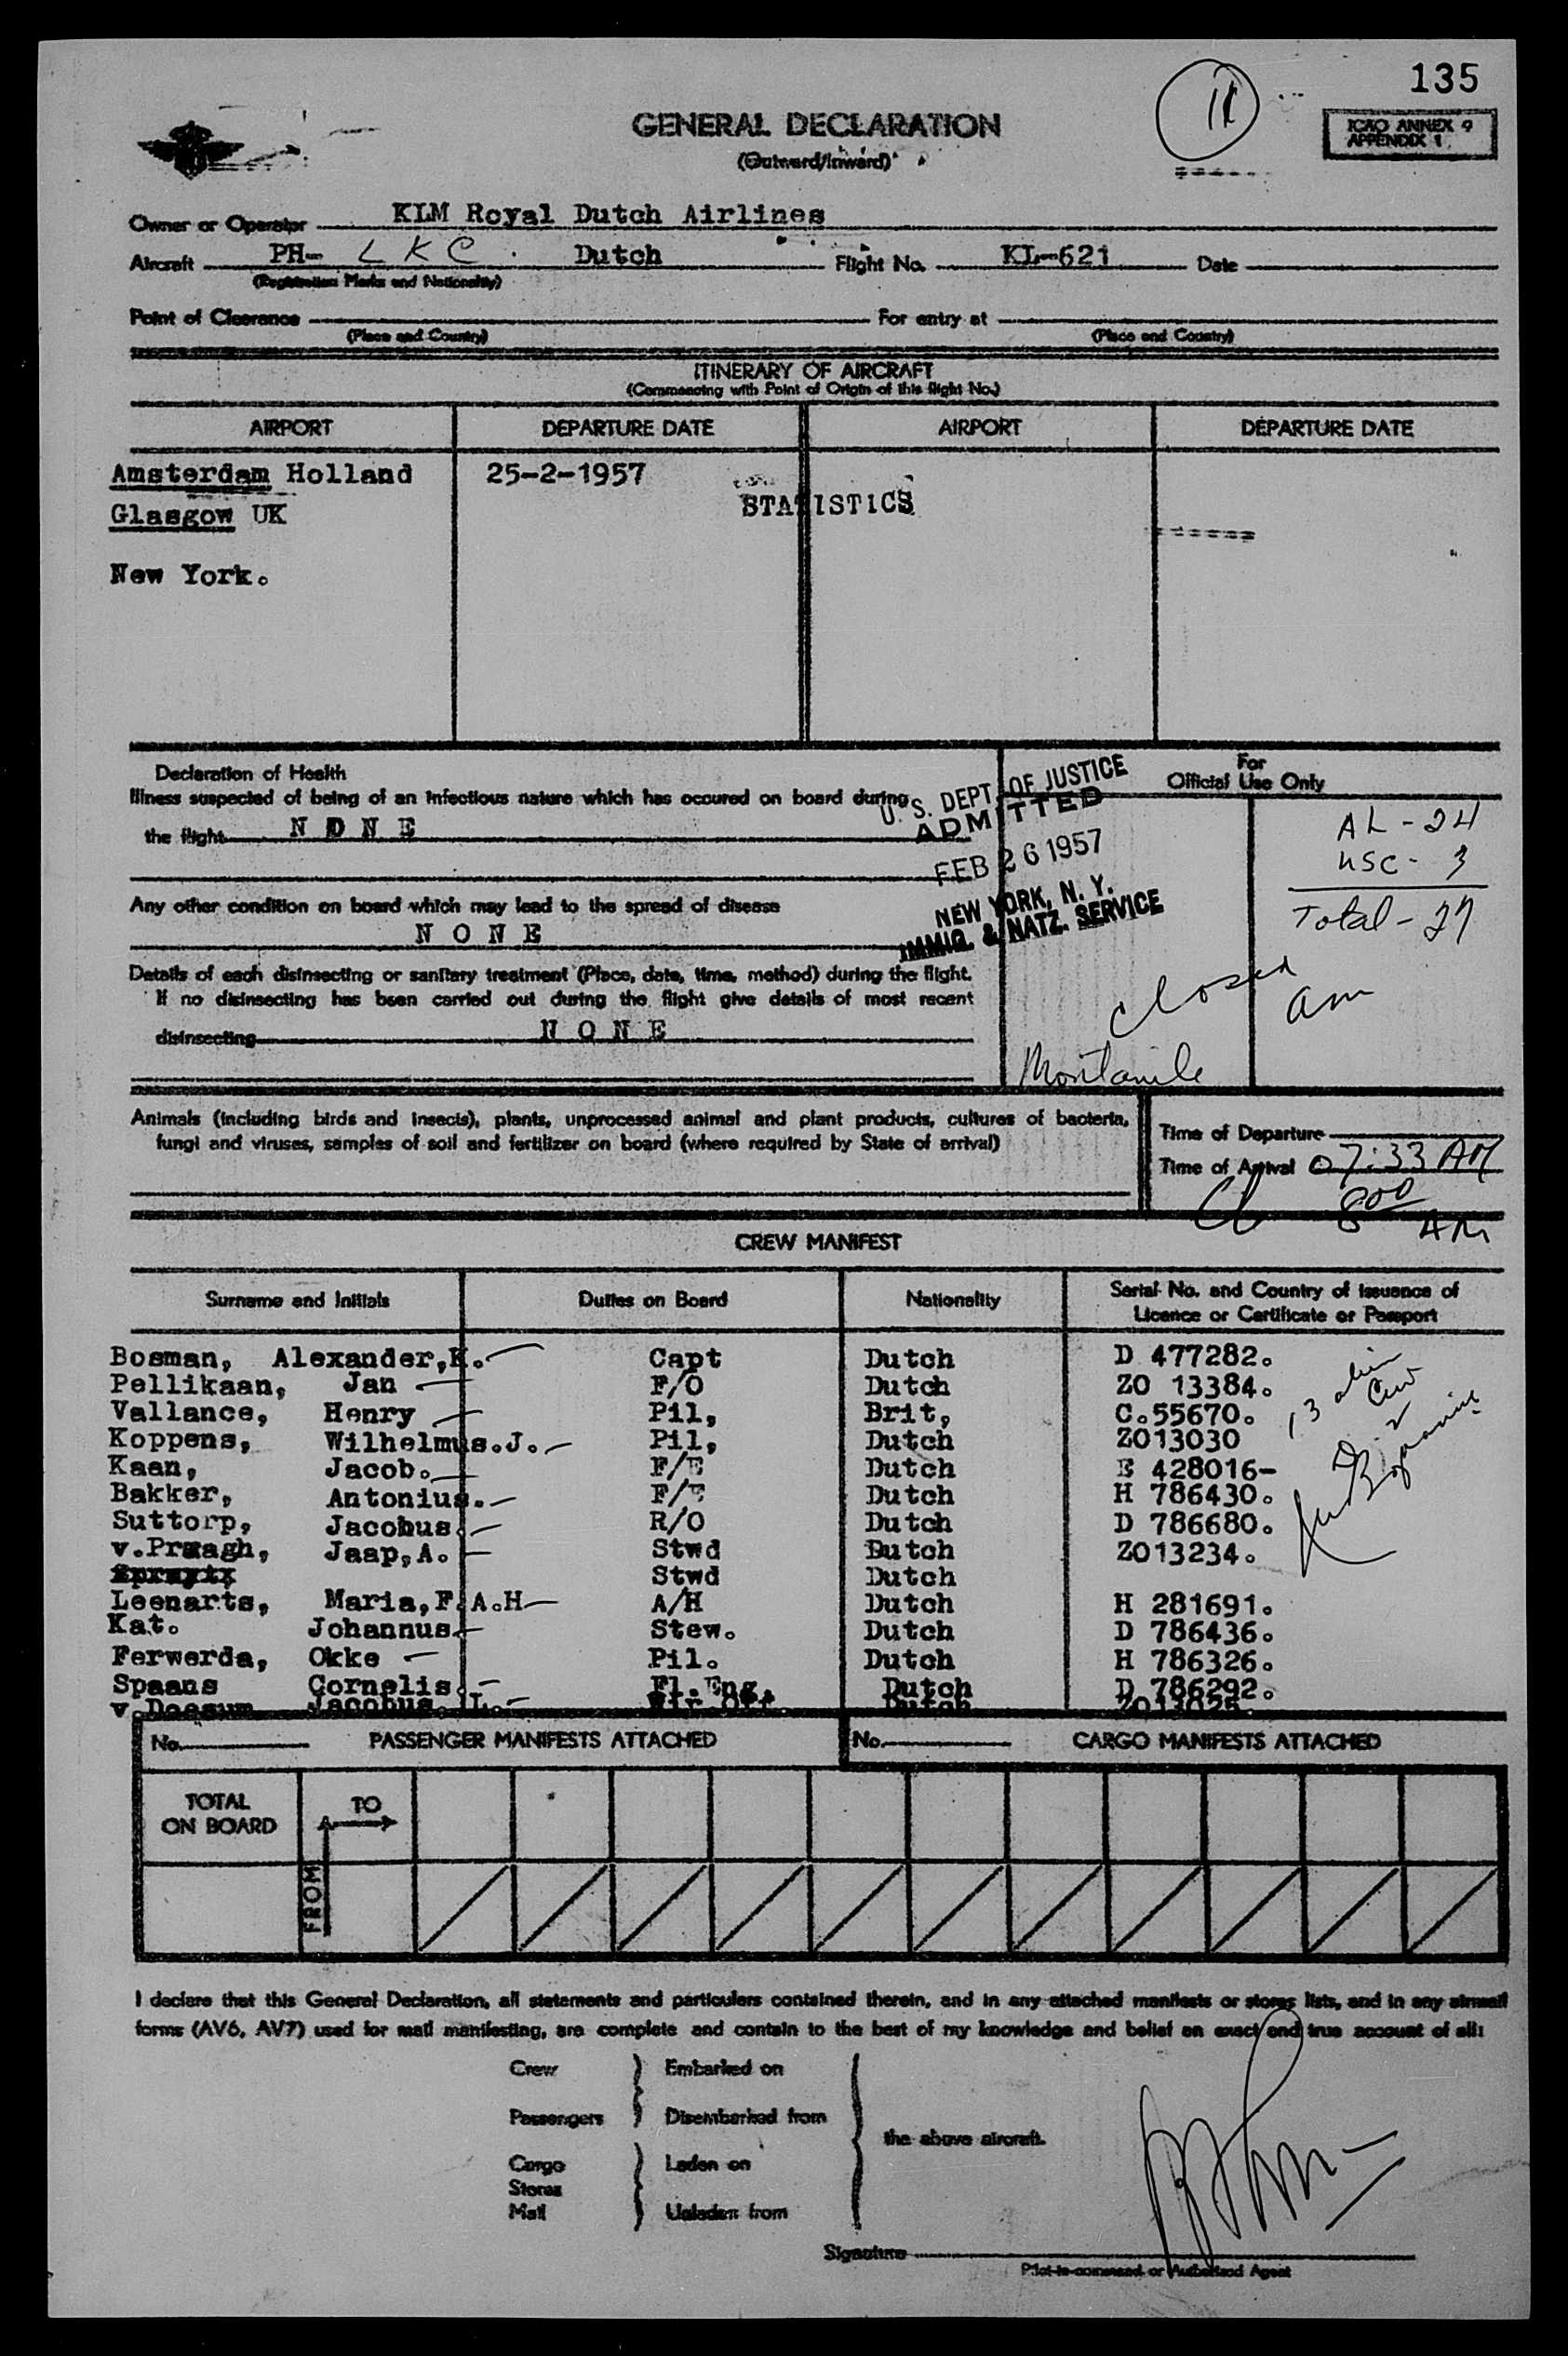 135
11
GENERAL DECLARATION
(Outward/Inward)
ICAO ANNEX 9
APPENDIX 1
Owner or Operator KLM Royal Dutch Airlines
Aircraft PH- LKC . Dutch Flight No. KL-621 Date
(Registration Marks and Nationality)
Point of Clearance For entry at
(Place and Country) (Place and Country)
ITINERARY OF AIRCRAFT
(Commencing with Point of Origin of this flight No.)
AIRPORT DEPARTURE DATE AIRPORT DEPARTURE DATE
Amsterdam Holland 25-2-1957
STATISTICS
Glasgow UK
New York.
Declaration of Health
For
Official Use Only
Illness suspected of being of an infectious nature which has occured on board during
the flight N O N E
U. S. DEPT OF JUSTICE
ADMITTED
FEB 26 1957
NEW YORK, N. Y.
IMMIG. & NATZ. SERVICE
AL - 24
USC - 3
Total - 27
Any other condition on board which may lead to the spread of disease
N O N E
Details of each disinsecting or sanitary treatment (Place, date, time, method) during the flight.
If no disinsecting has been carried out during the flight give details of most recent
disinsecting N O N E
Closed
am
Animals (including birds and insects), plants, unprocessed animal and plant products, cultures of bacteria,
fungi and viruses, samples of soil and fertilizer on board (where required by State of arrival)
Time of Departure
Time of Arrival 07:33 AM
800 AM
CREW MANIFEST
Surname and Initials Duties on Board Nationality Serial No. and Country of Issuance of
Licence or Certificate or Passport
Bosman, Alexander,K. Capt Dutch D 477282.
Pellikaan, Jan F/O Dutch ZO 13384.
Vallance, Henry Pil, Brit, C.55670.
Koppens, Wilhelmus.J. Pil, Dutch ZO13030
Kaan, Jacob. F/E Dutch E 428016-
Bakker, Antonius. F/E Dutch H 786430.
Suttorp, Jacobus. R/O Dutch D 786680.
v.Praagh, Jaap,A. Stwd Dutch ZO13234.
Stwd Dutch
Leenarts, Maria,F.A.H A/H Dutch H 281691.
Kat. Johannus. Stew. Dutch D 786436.
Ferwerda, Okke Pil. Dutch H 786326.
Spaans Cornelis. Fl.Eng. Dutch D 786292.
v.Doesum Jacobus. L. Dutch ZO13025.
13 alien
No. PASSENGER MANIFESTS ATTACHED No. CARGO MANIFESTS ATTACHED
TOTAL
ON BOARD
TO
FROM
I declare that this General Declaration, all statements and particulars contained therein, and in any attached manifests or stores lists, and in any airmail
forms (AV6, AV7) used for mail manifesting, are complete and contain to the best of my knowledge and belief an exact and true account of all:
Crew Embarked on
Passengers Disembarked from
the above aircraft.
Cargo Laden on
Stores
Mail Unladen from
Signature
Pilot-in-command or Authorized Agent